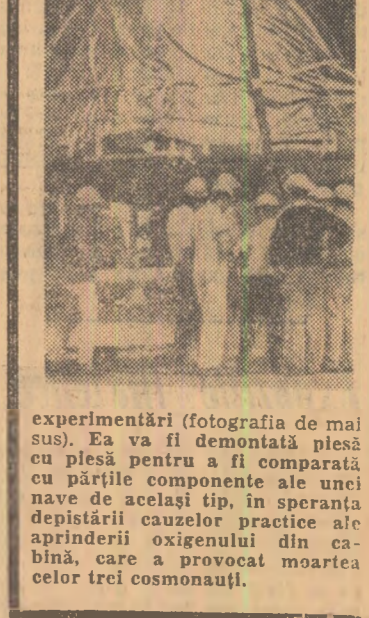 experimentări (fotografia de mai
sus). Ea va fi demontată piesă
cu piesă pentru a fi comparată
cu părțile componente ale unei
nave de același tip, în speranța
depistării cauzelor practice ale
aprinderii oxigenului din ca-
bină, care a provocat moartea
celor trei cosmonauți.